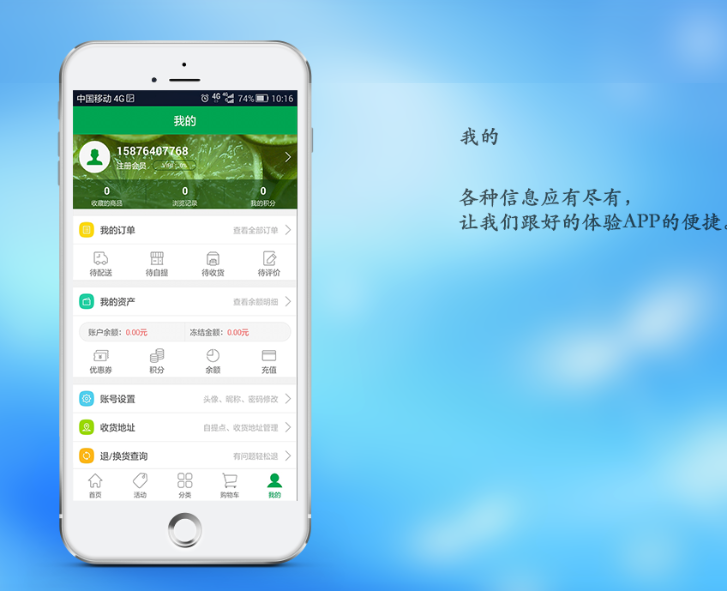 中国移动 4G
74% 10:16
我的
15876407768
注册会员
0 0 0
收藏的商品 浏览记录 我的积分
我的订单 查看全部订单
待配送 待自提 待收货 待评价
我的资产 查看余额明细
账户余额：0.00元 冻结金额：0.00元
优惠券 积分 余额 充值
账号设置 头像、昵称、密码修改
收货地址 自提点、收货地址管理
退/换货查询 有问题轻松退
首页 活动 分类 购物车 我的
我的
各种信息应有尽有，
让我们跟好的体验APP的便捷